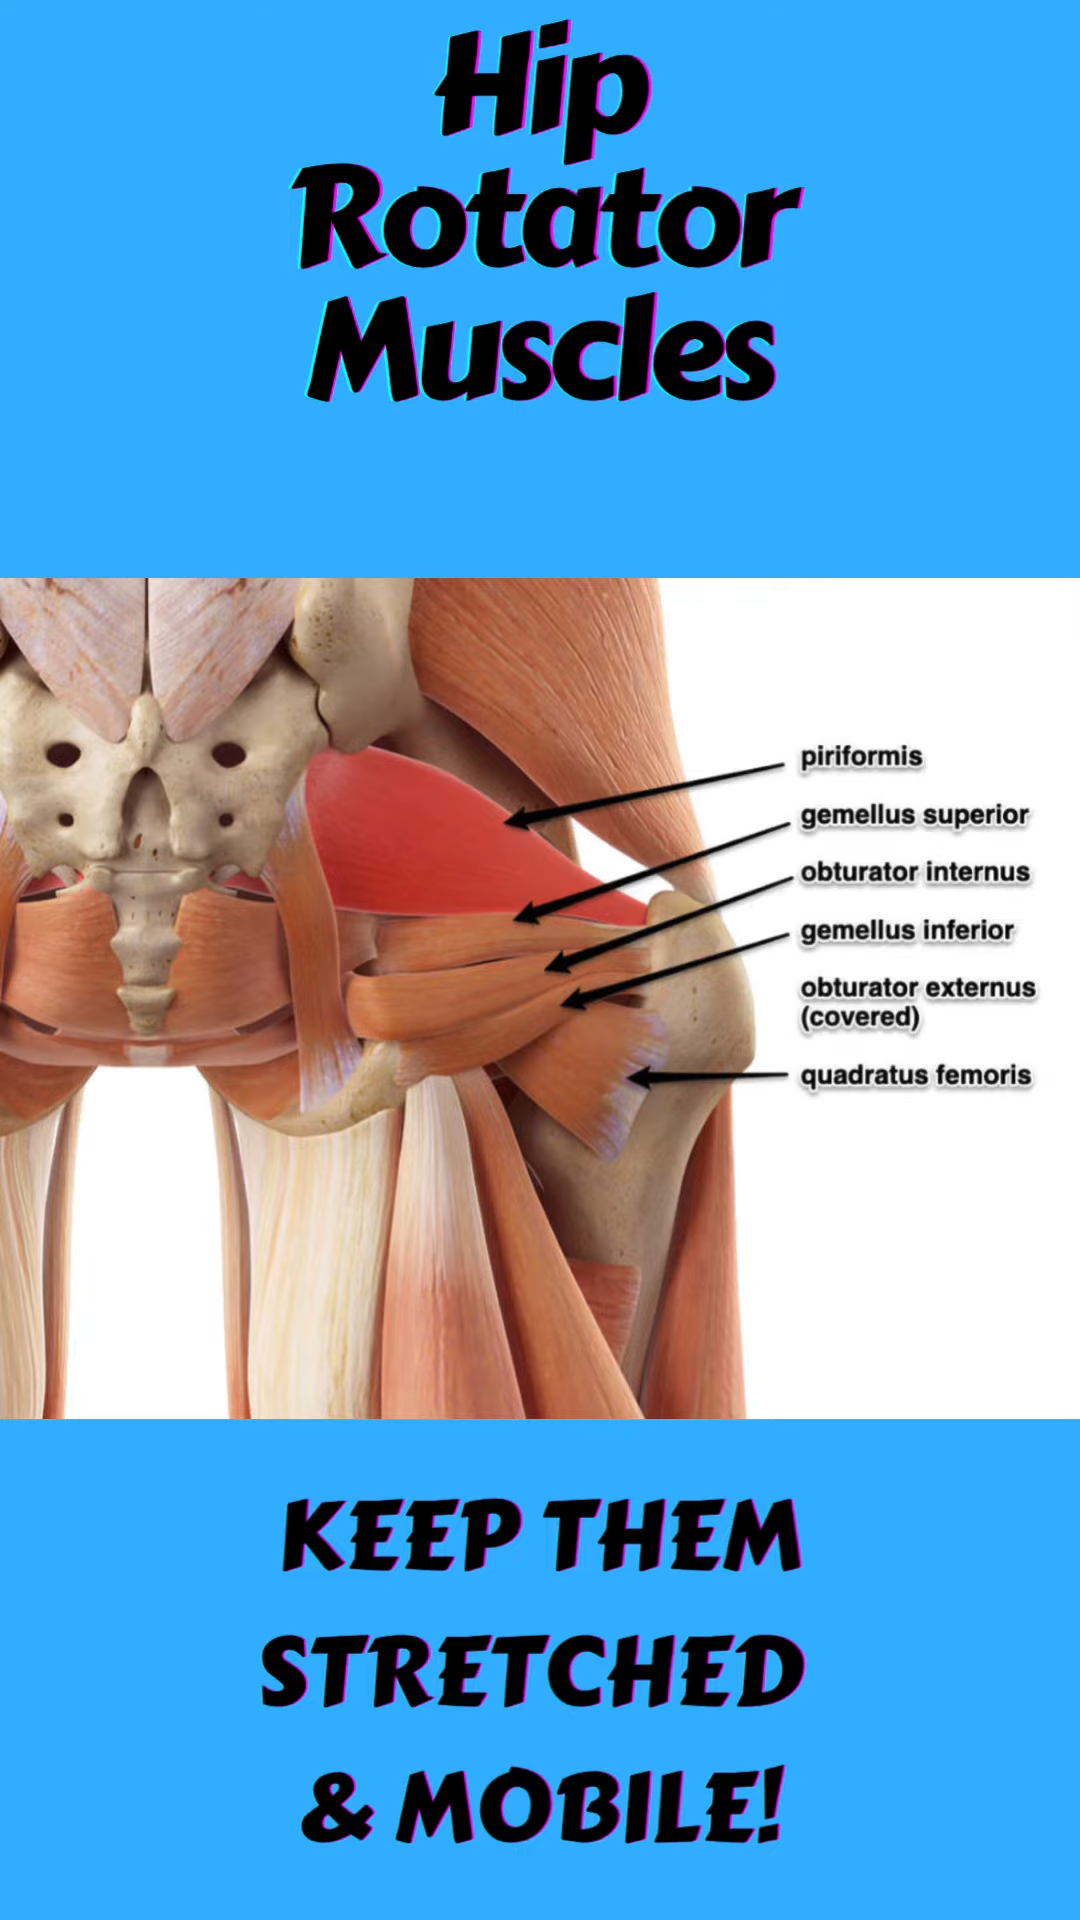 Hip
Rotator
Muscles
piriformis
gemellus superior
obturator internus
gemellus inferior
obturator externus
(covered)
quadratus femoris
KEEP THEM
STRETCHED
& MOBILE!